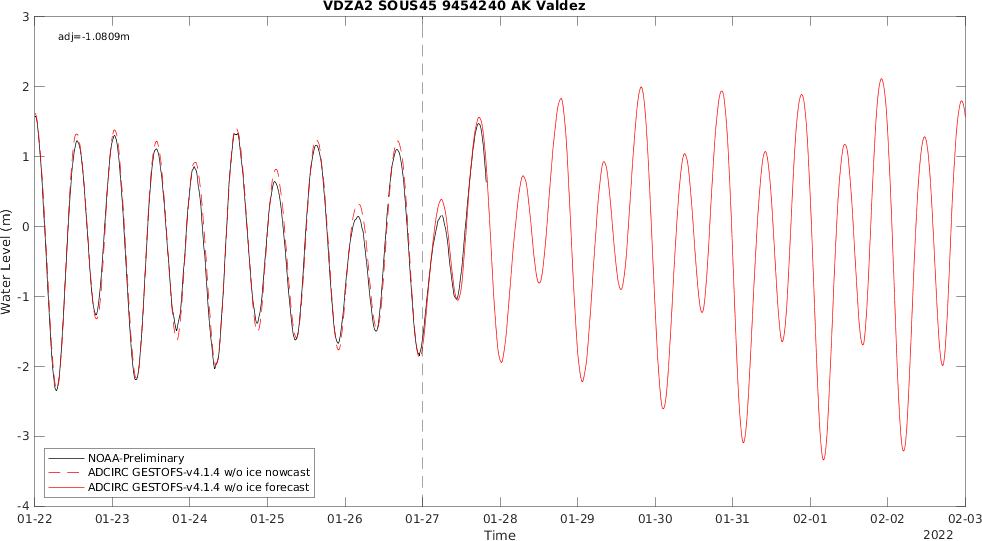 VDZA2 SOUS45 9454240 AK Valdez
adj=-1.0809m
3
2
1
0
-1
-2
-3
-4
Water Level (m)
NOAA-Preliminary
ADCIRC GESTOFS-v4.1.4 w/o ice nowcast
ADCIRC GESTOFS-v4.1.4 w/o ice forecast
01-22 01-23 01-24 01-25 01-26 01-27 01-28 01-29 01-30 01-31 02-01 02-02 02-03
Time
2022